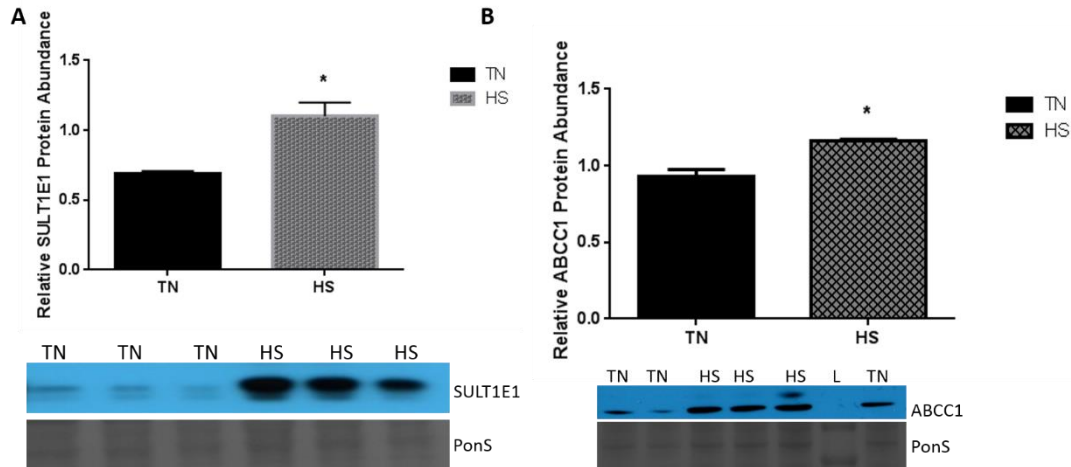 A
Relative SULT1E1 Protein Abundance
1.5
1.0
0.5
0.0
*
TN HS
TN
HS
TN TN TN HS HS HS
SULT1E1
PonS
B
Relative ABCC1 Protein Abundance
1.5
1.0
0.5
0.0
*
TN HS
TN
HS
TN TN HS HS HS L TN
ABCC1
PonS